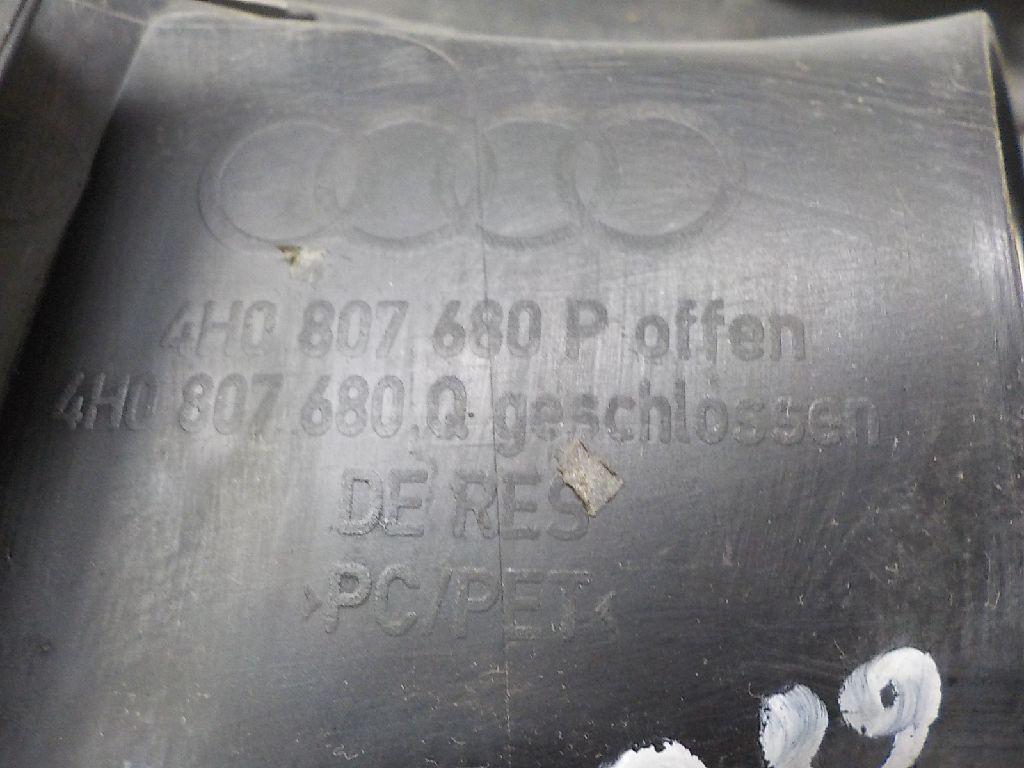 4H0 807 680 P offen
4H0 807 680 Q geschlossen
DE RES
>PC/PET<